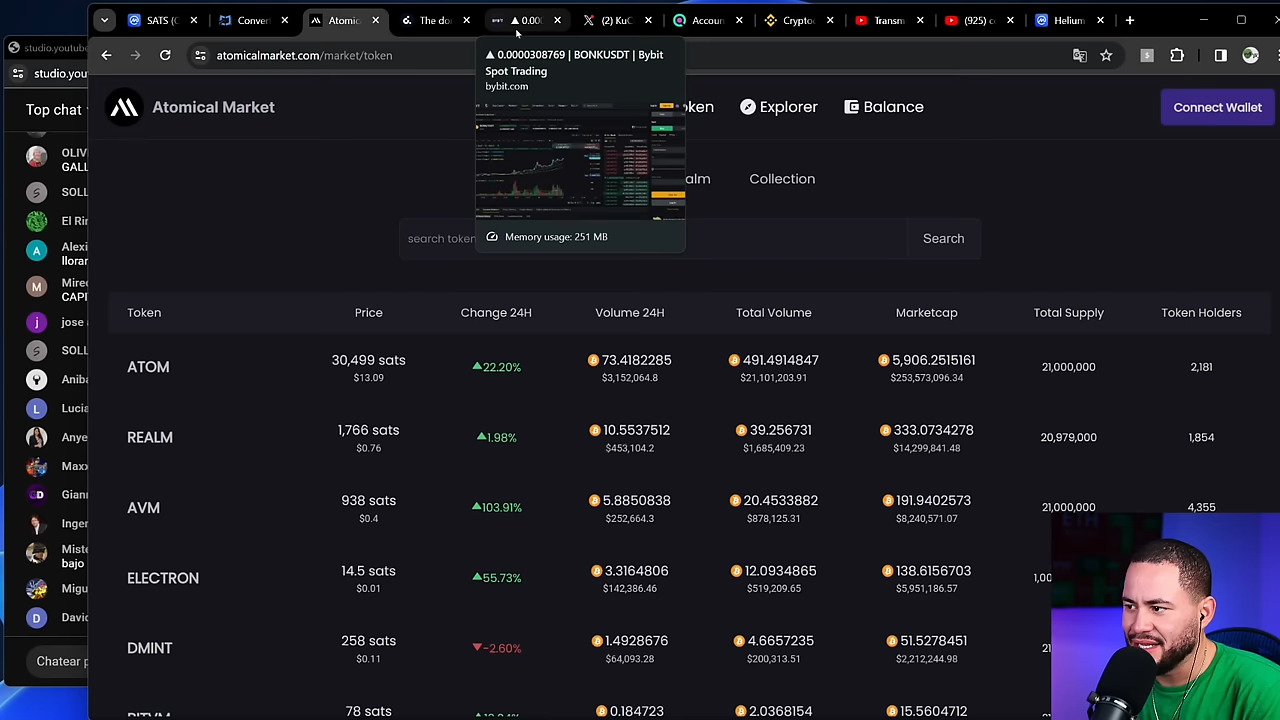 SATS (
Conver
Atomic
The do
0.00
(2) KuC
Accoun
Crypto
Transm
(925) c
Helium
studio.youtube
atomicalmarket.com/market/token
studio.you
0.0000308769 | BONKUSDT | Bybit
Spot Trading
bybit.com
Memory usage: 251 MB
Top chat
Atomical Market
ken
Explorer
Balance
Connect Wallet
OLIV
GALL
SOLL
El Rin
Alexi
llorar
Mired
CAPI
jose
SOLL
Aniba
Lucia
Anye
Maxx
Giann
Inger
Miste
bajo
Migu
David
Chatear p
alm
Collection
search token
Search
Token Price Change 24H Volume 24H Total Volume Marketcap Total Supply Token Holders
ATOM 30,499 sats 22.20% 73.4182285 491.4914847 5,906.2515161 21,000,000 2,181
$13.09 $3,152,064.8 $21,101,203.91 $253,573,096.34
REALM 1,766 sats 1.98% 10.5537512 39.256731 333.0734278 20,979,000 1,854
$0.76 $453,104.2 $1,685,409.23 $14,299,841.48
AVM 938 sats 103.91% 5.8850838 20.4533882 191.9402573 21,000,000 4,355
$0.4 $252,664.3 $878,125.31 $8,240,571.07
ELECTRON 14.5 sats 55.73% 3.3164806 12.0934865 138.6156703 1,00
$0.01 $142,386.46 $519,209.65 $5,951,186.57
DMINT 258 sats -2.60% 1.4928676 4.6657235 51.5278451 21
$0.11 $64,093.28 $200,313.51 $2,212,244.98
78 sats 0.184723 2.0368154 15.5604712